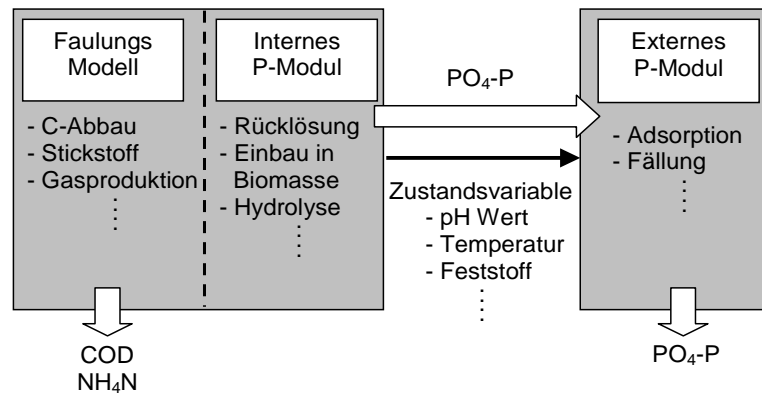 Faulungs
Modell
- C-Abbau
- Stickstoff
- Gasproduktion
COD
NH₄N
Internes
P-Modul
- Rücklösung
- Einbau in
Biomasse
- Hydrolyse
PO₄-P
Zustandsvariable
- pH Wert
- Temperatur
- Feststoff
Externes
P-Modul
- Adsorption
- Fällung
PO₄-P